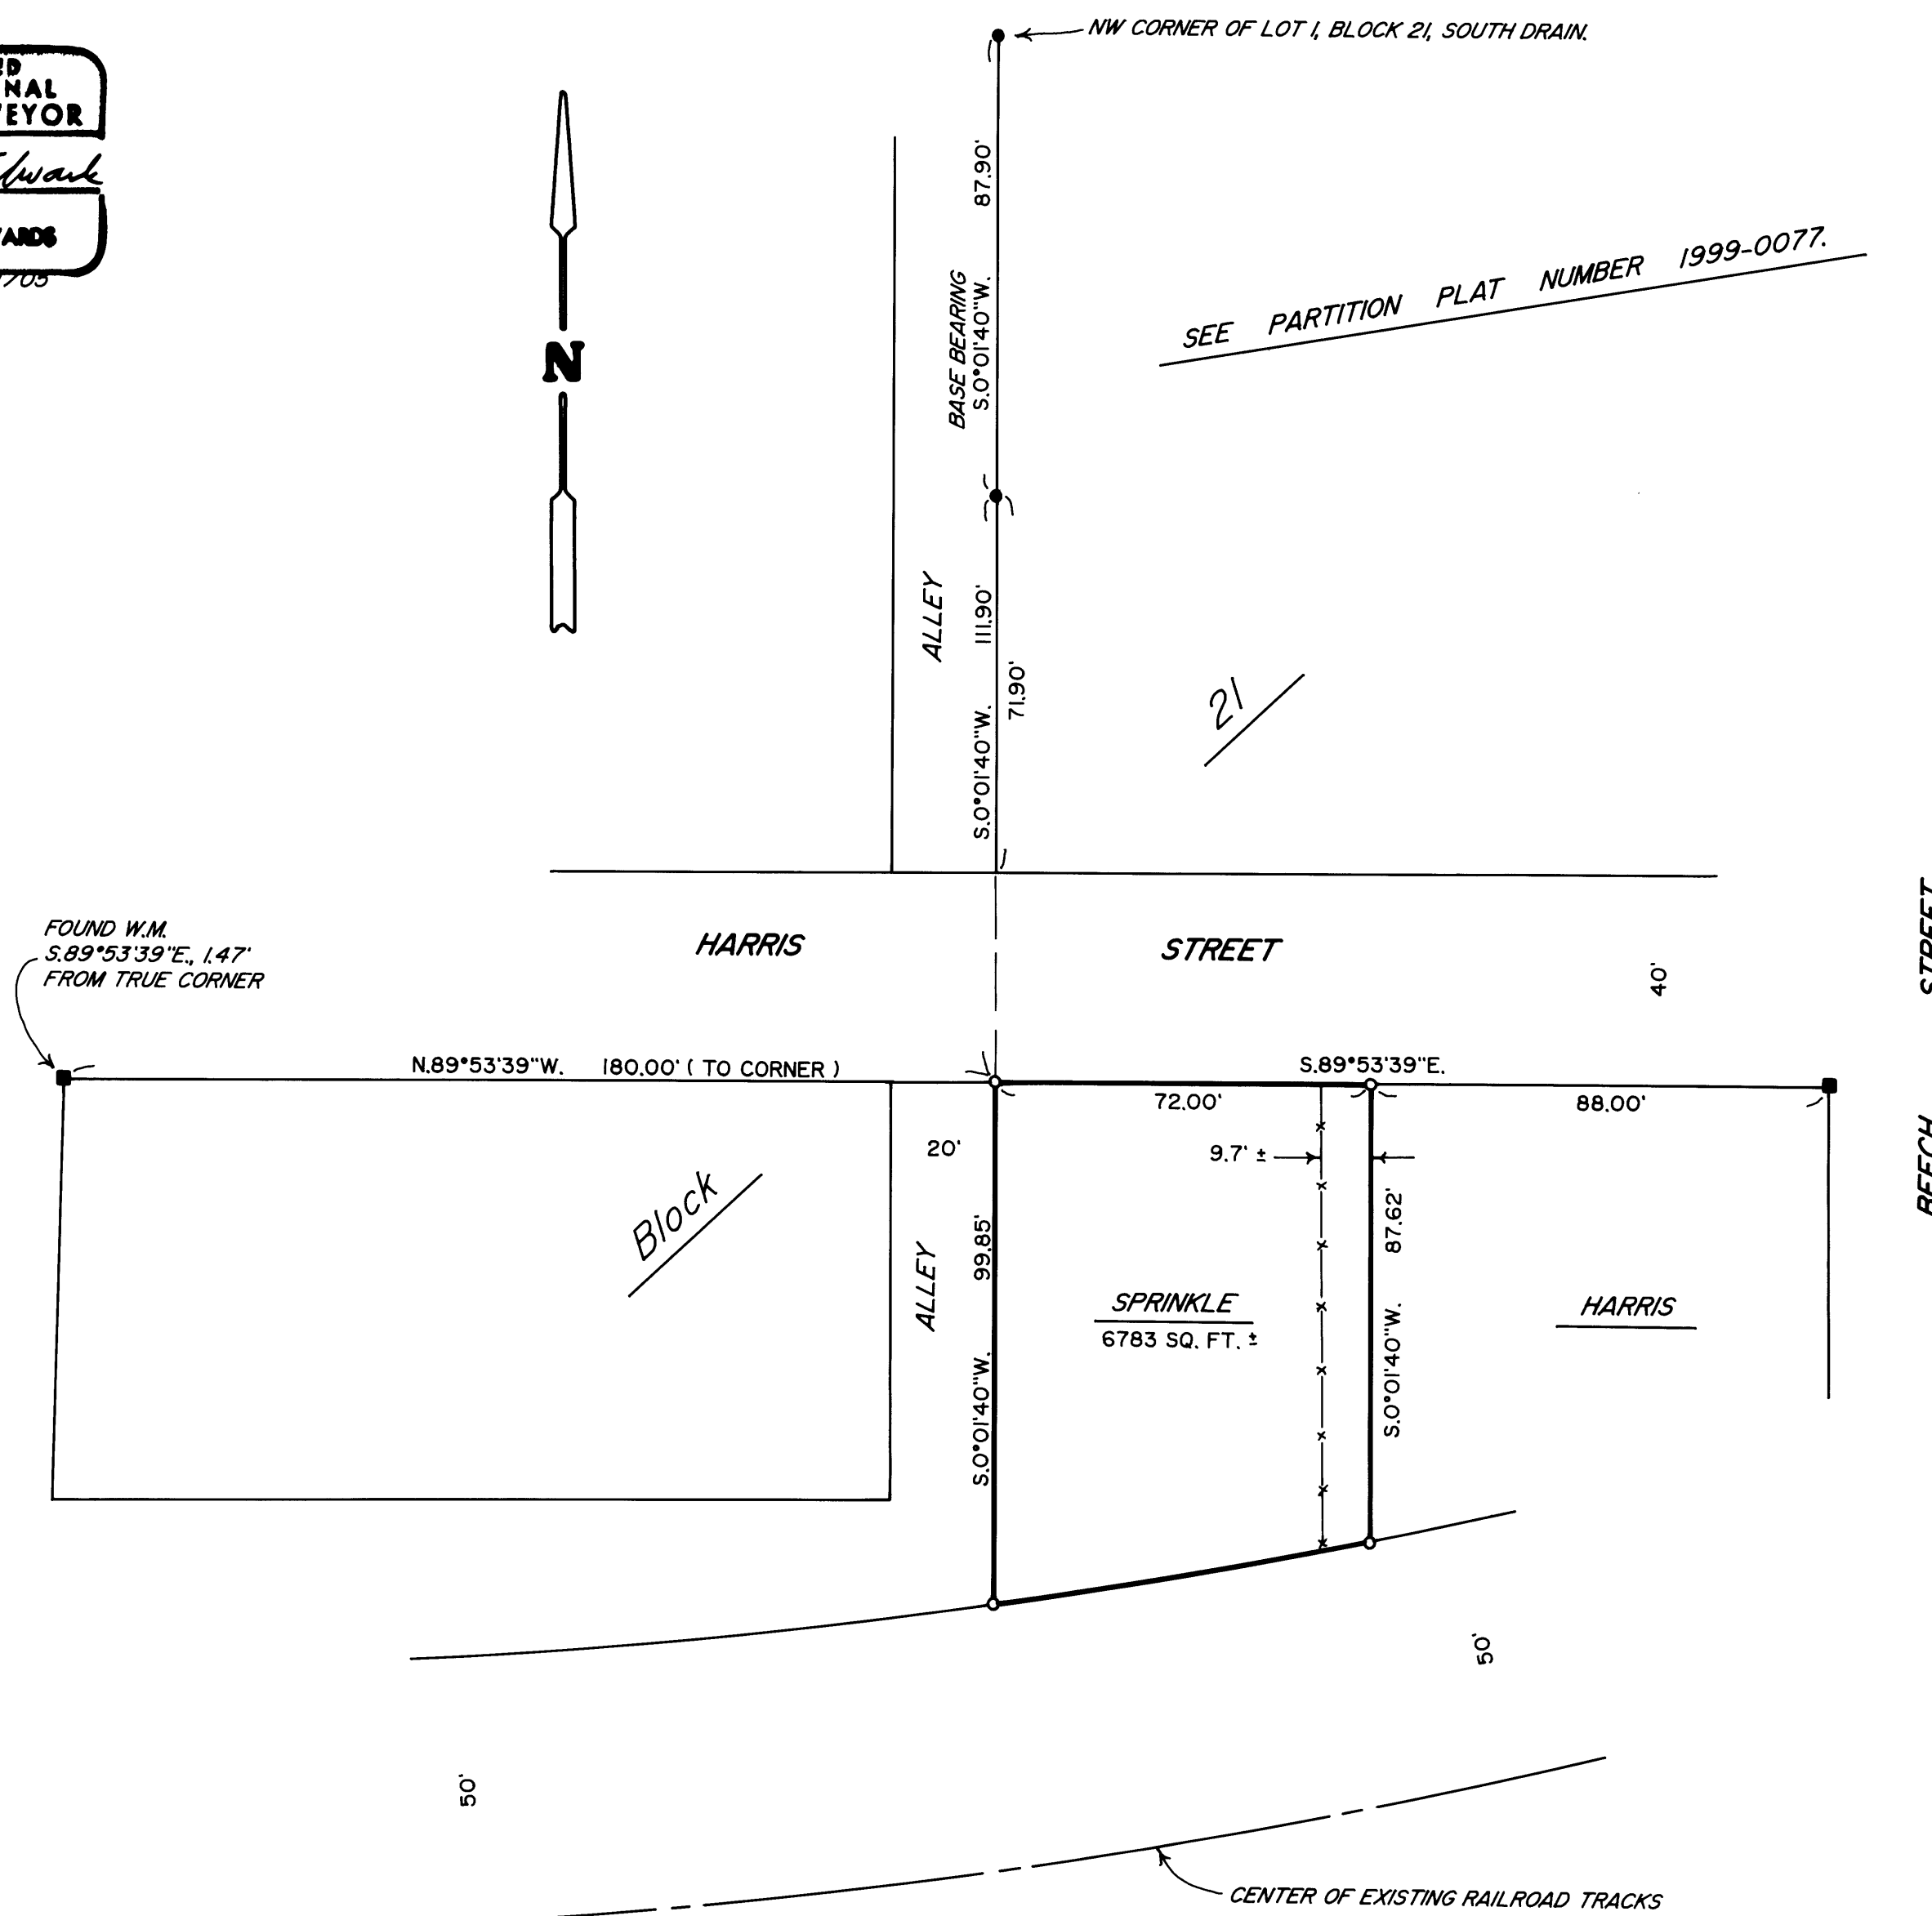 NAL
NW CORNER OF LOT 1, BLOCK 21, SOUTH DRAIN.
87.90'
BASE BEARING
S.0°01'40"W.
SEE PARTITION PLAT NUMBER 1999-0077.
N
ALLEY
111.90'
S.0°01'40"W.
71.90'
21
HARRIS STREET
40'
STREET
BEECH
FOUND W.M.
S.89°53'39"E., 1.47'
FROM TRUE CORNER
N.89°53'39"W. 180.00' ( TO CORNER )
S.89°53'39"E.
72.00'
88.00'
20'
9.7' ±
Block
ALLEY
99.85'
S.0°01'40"W.
SPRINKLE
6783 SQ. FT. ±
87.62'
S.0°01'40"W.
HARRIS
50'
50'
CENTER OF EXISTING RAILROAD TRACKS